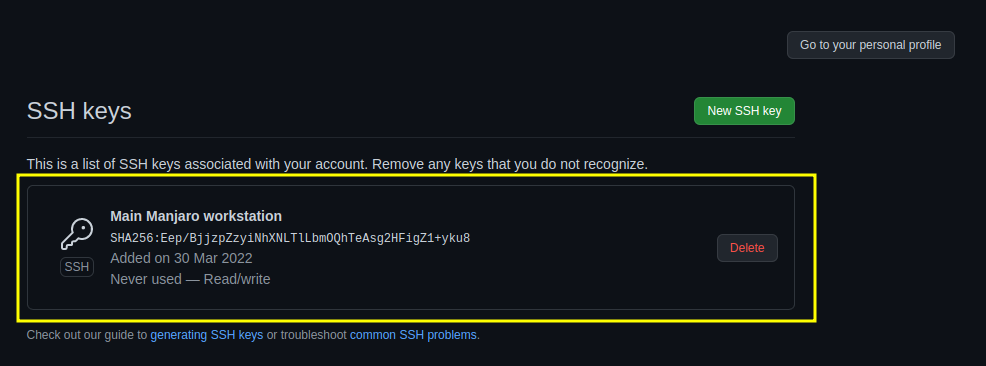 Go to your personal profile
SSH keys
New SSH key
This is a list of SSH keys associated with your account. Remove any keys that you do not recognize.
Main Manjaro workstation
SHA256:Eep/BjjzpZzyiNhXNLTlLbmOQhTeAsg2HFigZ1+yku8
Added on 30 Mar 2022
Never used — Read/write
SSH
Delete
Check out our guide to generating SSH keys or troubleshoot common SSH problems.